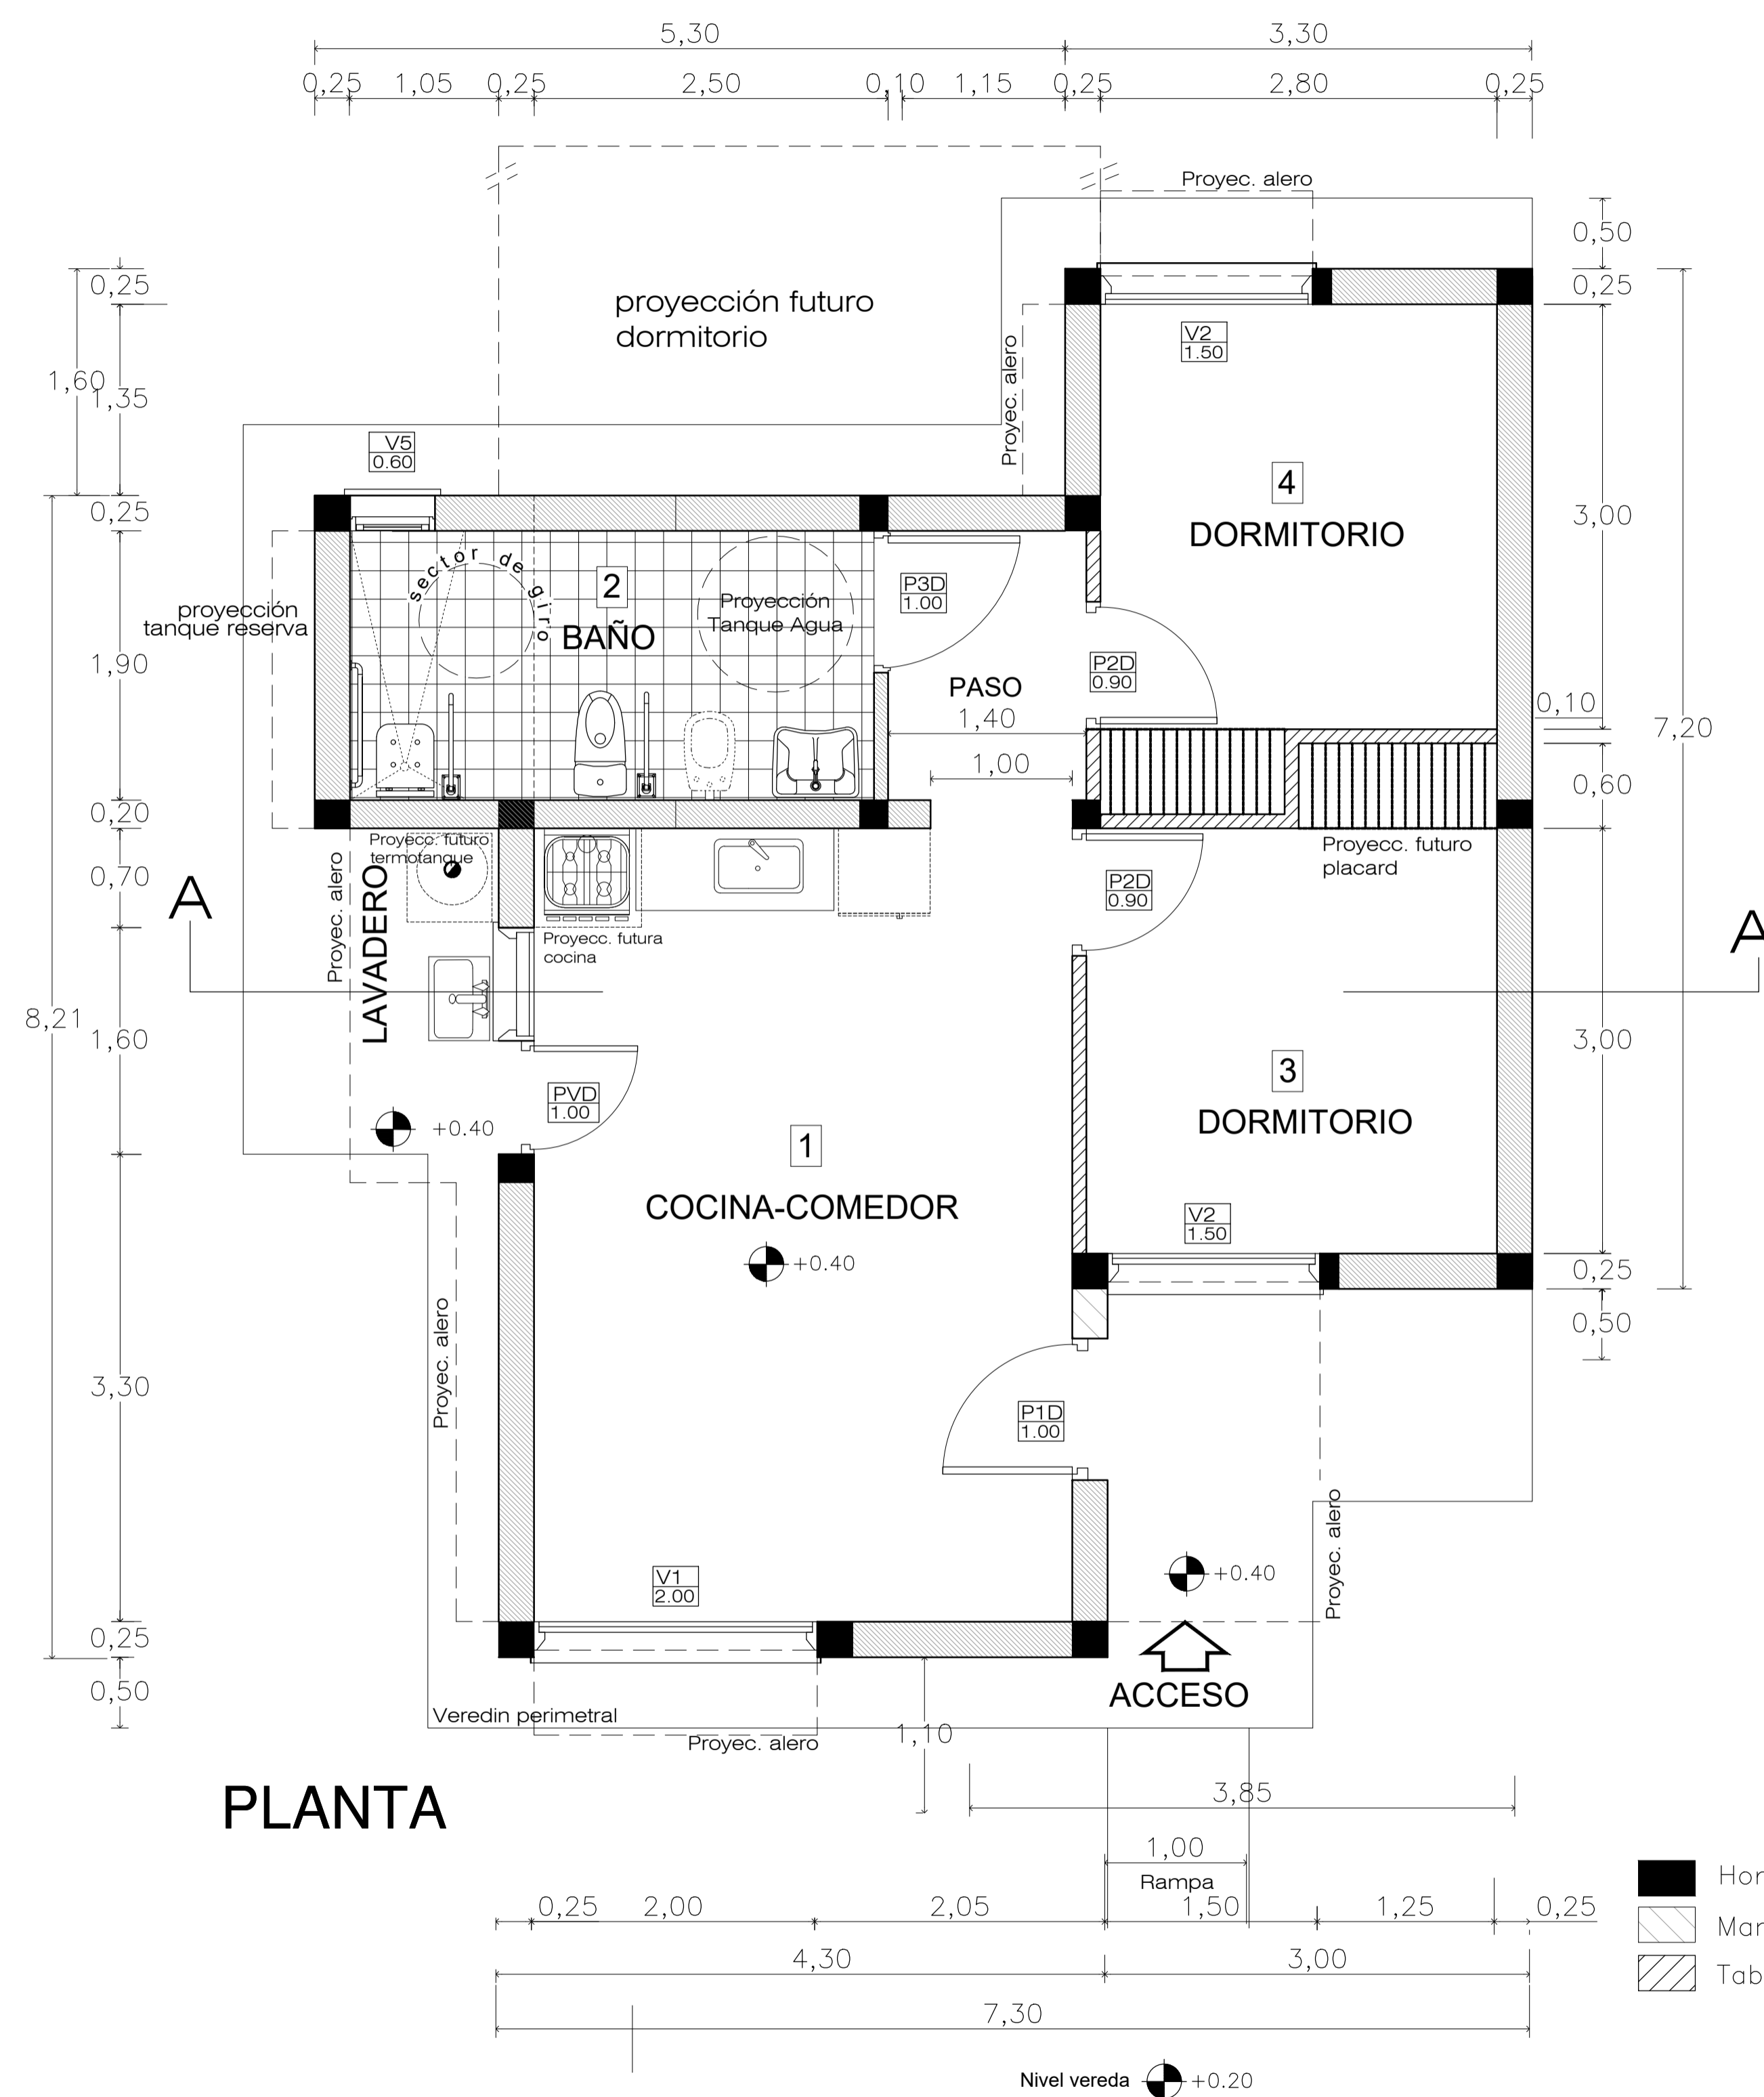 5,30
3,30
0,25
1,05
0,25
2,50
0,10
1,15
0,25
2,80
0,25
Proyec. alero
0,50
0,25
0,25
proyección futuro
dormitorio
V2
1.50
Proyec. alero
1,60
1,35
V5
0.60
4
DORMITORIO
3,00
0,25
sector de giro
2
BAÑO
Proyección
Tanque Agua
P3D
1.00
proyección
tanque reserva
1,90
P2D
0.90
PASO
1,40
1,00
0,10
7,20
0,60
0,20
Proyecc. futuro
termotanque
Proyecc. futuro
placard
0,70
A
Proyec. alero
LAVADERO
P2D
0.90
A
Proyecc. futura
cocina
8,21
1,60
3,00
3
DORMITORIO
PVD
1.00
+0.40
1
COCINA-COMEDOR
+0.40
V2
1.50
0,25
0,50
Proyec. alero
3,30
P1D
1.00
Proyec. alero
V1
2.00
+0.40
0,25
0,50
ACCESO
Veredin perimetral
Proyec. alero
1,10
PLANTA
3,85
1,00
Rampa
0,25
2,00
2,05
1,50
1,25
0,25
4,30
3,00
7,30
Hor
Mar
Tab
Nivel vereda
+0.20